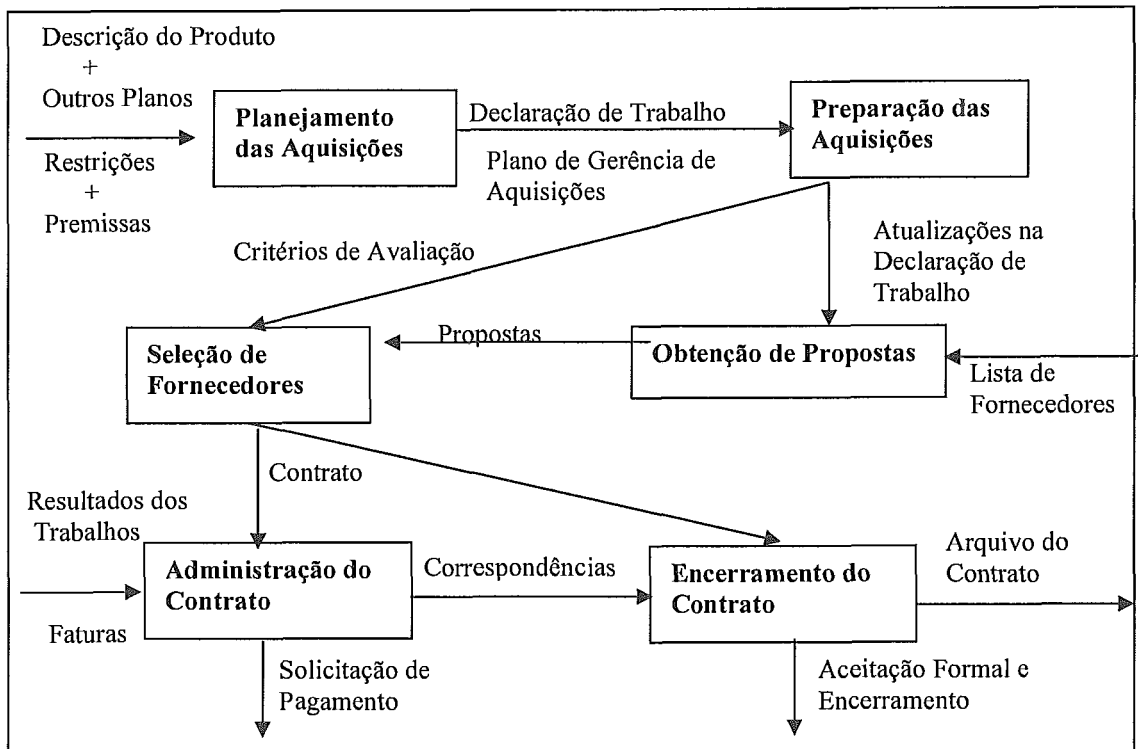 Descrição do Produto
+
Outros Planos
Restrições
+
Premissas
Planejamento
das Aquisições
Declaração de Trabalho
Plano de Gerência de
Aquisições
Preparação das
Aquisições
Critérios de Avaliação
Atualizações na
Declaração de
Trabalho
Seleção de
Fornecedores
Propostas
Obtenção de Propostas
Lista de
Fornecedores
Contrato
Resultados dos
Trabalhos
Faturas
Administração do
Contrato
Correspondências
Encerramento do
Contrato
Arquivo do
Contrato
Solicitação de
Pagamento
Aceitação Formal e
Encerramento